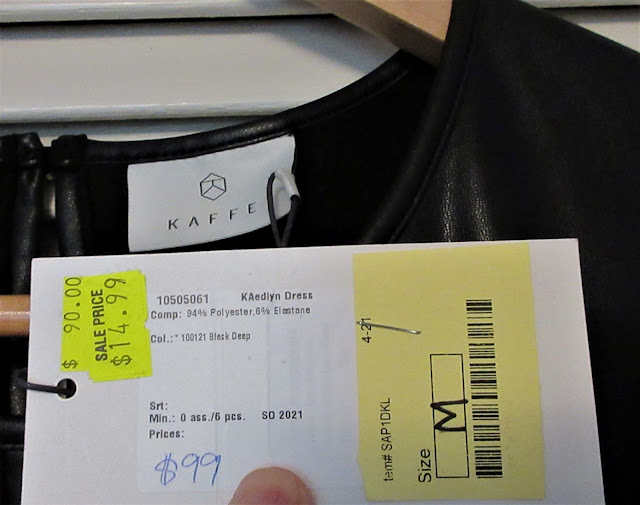 KAFFE
$ 90.00
SALE PRICE
$14.99
10505061 KAedlyn Dress
Comp: 94% Polyester,6% Elastane
Col.: * 100121 Black Deep
Srt:
Min.: 0 ass./6 pcs. SO 2021
Prices:
$99
4-21
tem# SAP1DKL
Size M